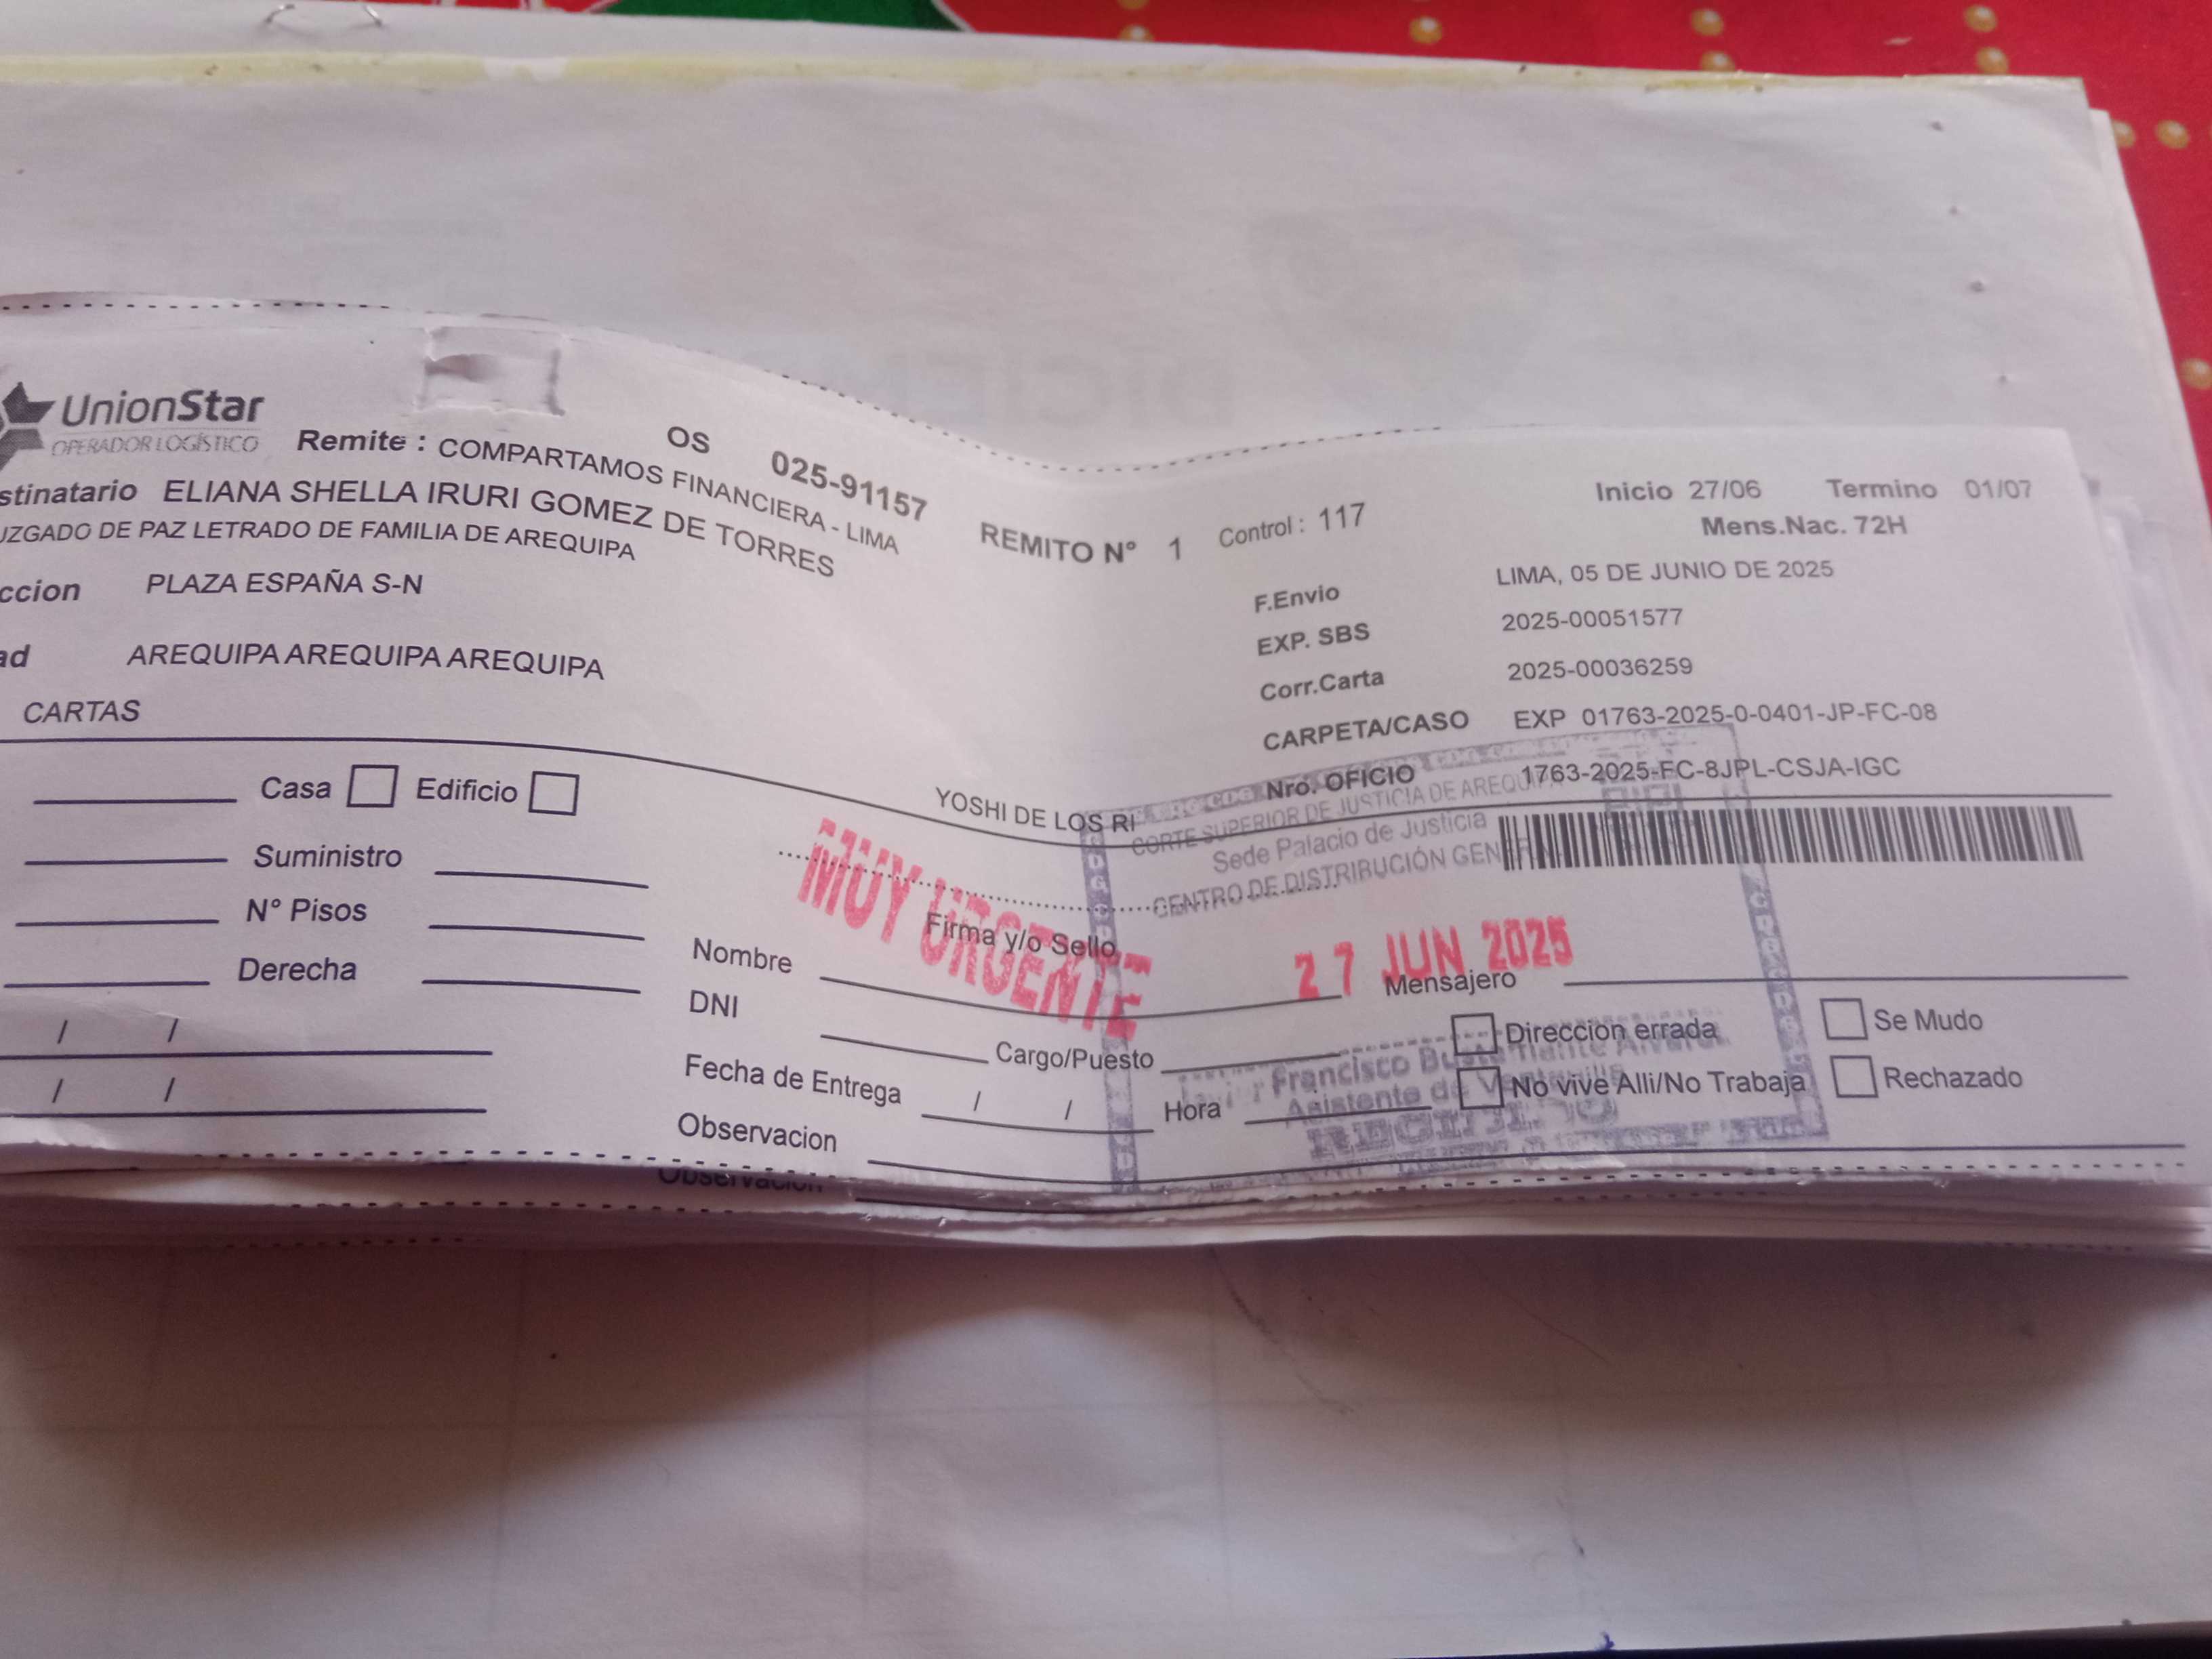 UnionStar
OPERADOR LOGÍSTICO
Remite : COMPARTAMOS FINANCIERA - LIMA
OS 025-91157
stinatario ELIANA SHELLA IRURI GOMEZ DE TORRES
UZGADO DE PAZ LETRADO DE FAMILIA DE AREQUIPA
ccion PLAZA ESPAÑA S-N
ad AREQUIPA AREQUIPA AREQUIPA
CARTAS
REMITO N° 1 Control : 117
Inicio 27/06 Termino 01/07
Mens.Nac. 72H
F.Envio LIMA, 05 DE JUNIO DE 2025
EXP. SBS 2025-00051577
Corr.Carta 2025-00036259
CARPETA/CASO EXP 01763-2025-0-0401-JP-FC-08
Nro. OFICIO 1763-2025-FC-8JPL-CSJA-IGC
Casa Edificio
Suministro
N° Pisos
Derecha
/ /
/ /
YOSHI DE LOS RI
MUY URGENTE
CORTE SUPERIOR DE JUSTICIA DE AREQUIPA
Sede Palacio de Justicia
CENTRO DE DISTRIBUCIÓN GENERAL
27 JUN 2025
Firma y/o Sello
Nombre
Mensajero
DNI
Cargo/Puesto
Fecha de Entrega / / Hora
Observacion
Direccion errada Se Mudo
No vive Alli/No Trabaja Rechazado
Francisco
Asistente de
Observacion